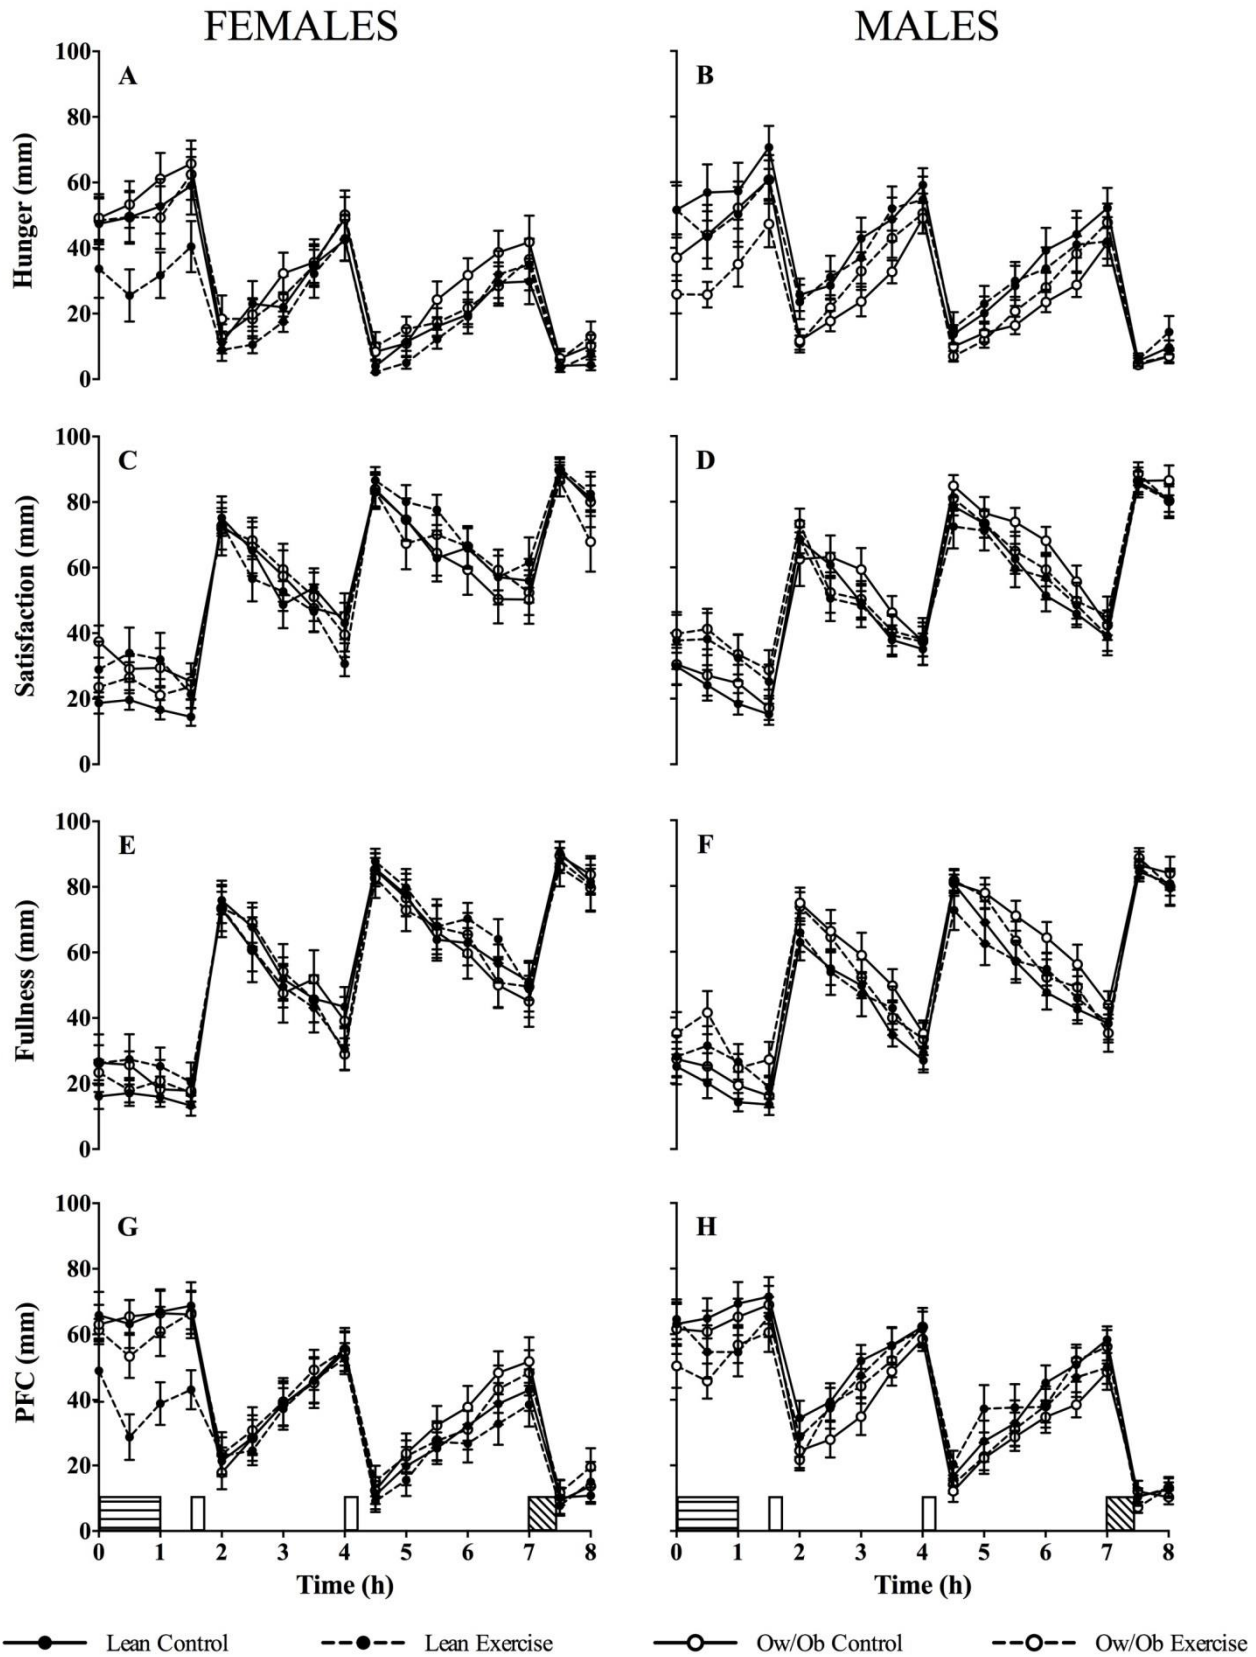 FEMALES MALES
A B
Hunger (mm)
100
80
60
40
20
0
C D
Satisfaction (mm)
100
80
60
40
20
0
E F
Fullness (mm)
100
80
60
40
20
0
G H
PFC (mm)
100
80
60
40
20
0
0 1 2 3 4 5 6 7 8 0 1 2 3 4 5 6 7 8
Time (h) Time (h)
Lean Control Lean Exercise Ow/Ob Control Ow/Ob Exercise